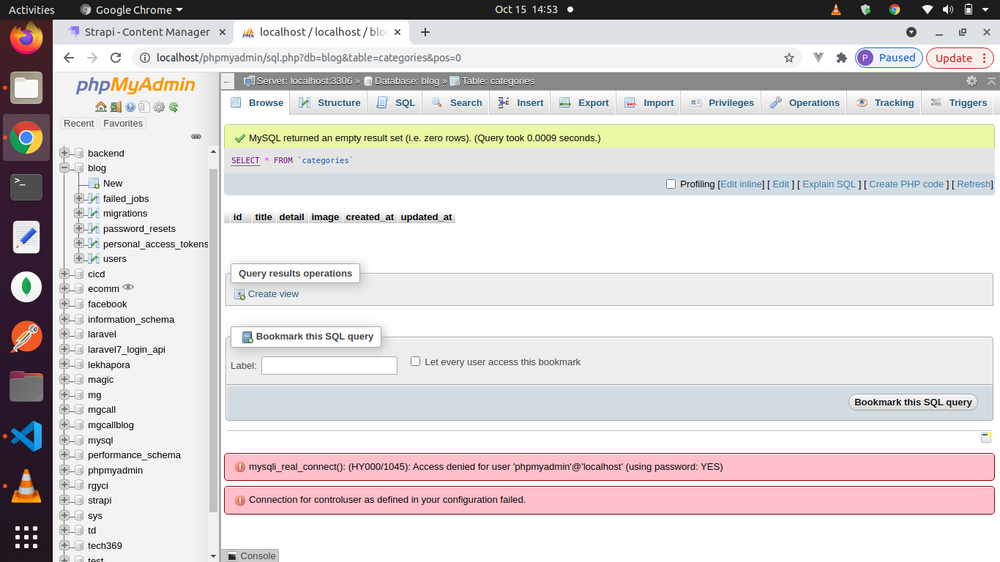 Activities
Google Chrome
Oct 15 14:53
Strapi - Content Manager
localhost / localhost / blo
localhost/phpmyadmin/sql.php?db=blog&table=categories&pos=0
P Paused
Update
phpMyAdmin
Recent
Favorites
backend
blog
New
failed_jobs
migrations
password_resets
personal_access_tokens
users
cicd
ecomm
facebook
information_schema
laravel
laravel7_login_api
lekhapora
magic
mg
mgcall
mgcallblog
mysql
performance_schema
phpmyadmin
rgyci
strapi
sys
td
tech369
test
Server: localhost:3306 » Database: blog » Table: categories
Browse
Structure
SQL
Search
Insert
Export
Import
Privileges
Operations
Tracking
Triggers
MySQL returned an empty result set (i.e. zero rows). (Query took 0.0009 seconds.)
SELECT * FROM `categories`
Profiling [Edit inline] [ Edit ] [ Explain SQL ] [ Create PHP code ] [ Refresh]
id title detail image created_at updated_at
Query results operations
Create view
Bookmark this SQL query
Label:
Let every user access this bookmark
Bookmark this SQL query
mysqli_real_connect(): (HY000/1045): Access denied for user 'phpmyadmin'@'localhost' (using password: YES)
Connection for controluser as defined in your configuration failed.
Console